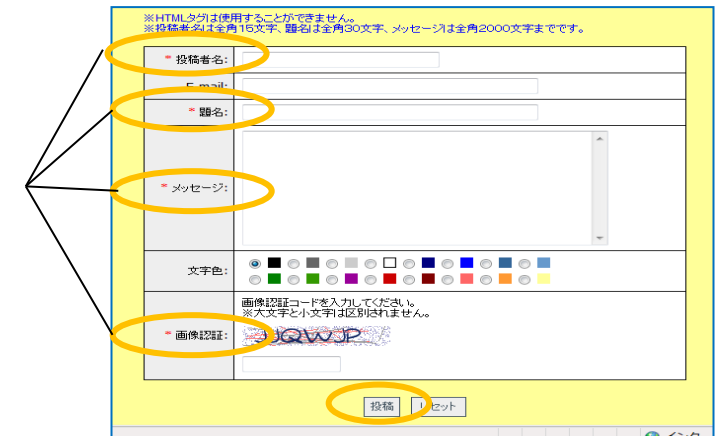 ※HTMLタグは使用することができません。
※投稿者名は全角15文字、題名は全角30文字、メッセージは全角2000文字までです。
* 投稿者名:
E-mail:
* 題名:
* メッセージ:
文字色:
画像認証コードを入力してください。
※大文字と小文字は区別されません。
* 画像認証:
投稿 リセット